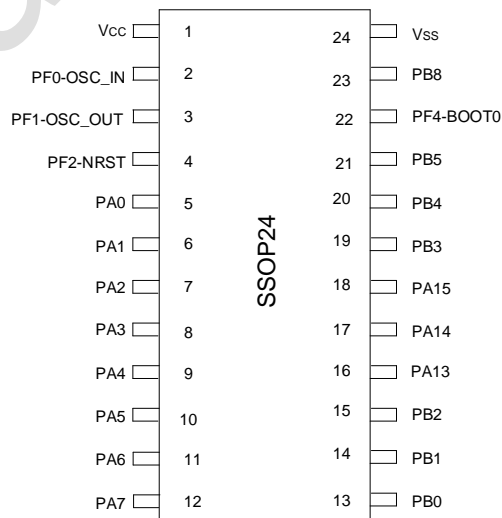 Vcc 1 24 Vss
PF0-OSC_IN 2 23 PB8
PF1-OSC_OUT 3 22 PF4-BOOT0
PF2-NRST 4 21 PB5
PA0 5 20 PB4
PA1 6 19 PB3
PA2 7 18 PA15
PA3 8 17 PA14
PA4 9 16 PA13
PA5 10 15 PB2
PA6 11 14 PB1
PA7 12 13 PB0
SSOP24